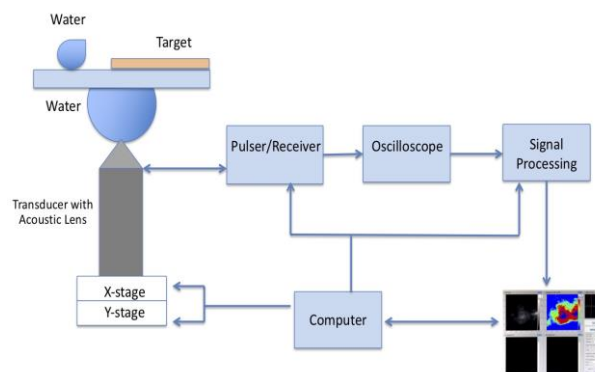 Water
Target
Water
Pulser/Receiver
Oscilloscope
Signal
Processing
Transducer with
Acoustic Lens
X-stage
Y-stage
Computer